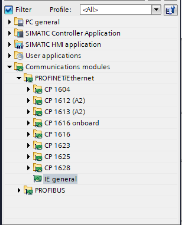 Filter Profile: <All>
PC general
SIMATIC Controller Application
SIMATIC HMI application
User applications
Communications modules
PROFINET/Ethernet
CP 1604
CP 1612 (A2)
CP 1613 (A2)
CP 1616 onboard
CP 1616
CP 1623
CP 1625
CP 1628
IE general
PROFIBUS